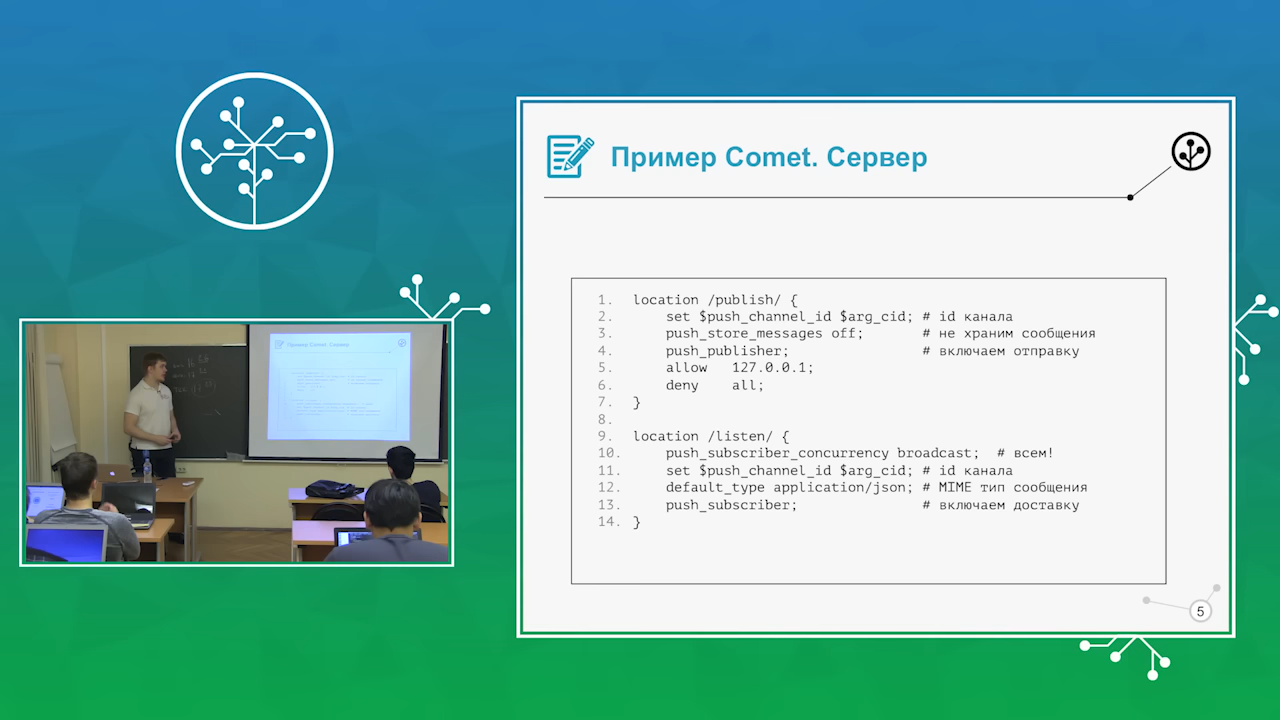 Пример Comet. Сервер
1. location /publish/ {
2. set $push_channel_id $arg_cid; # id канала
3. push_store_messages off; # не храним сообщения
4. push_publisher; # включаем отправку
5. allow 127.0.0.1;
6. deny all;
7. }
8.
9. location /listen/ {
10. push_subscriber_concurrency broadcast; # всем!
11. set $push_channel_id $arg_cid; # id канала
12. default_type application/json; # MIME тип сообщения
13. push_subscriber; # включаем доставку
14. }
5
Пример Comet. Сервер